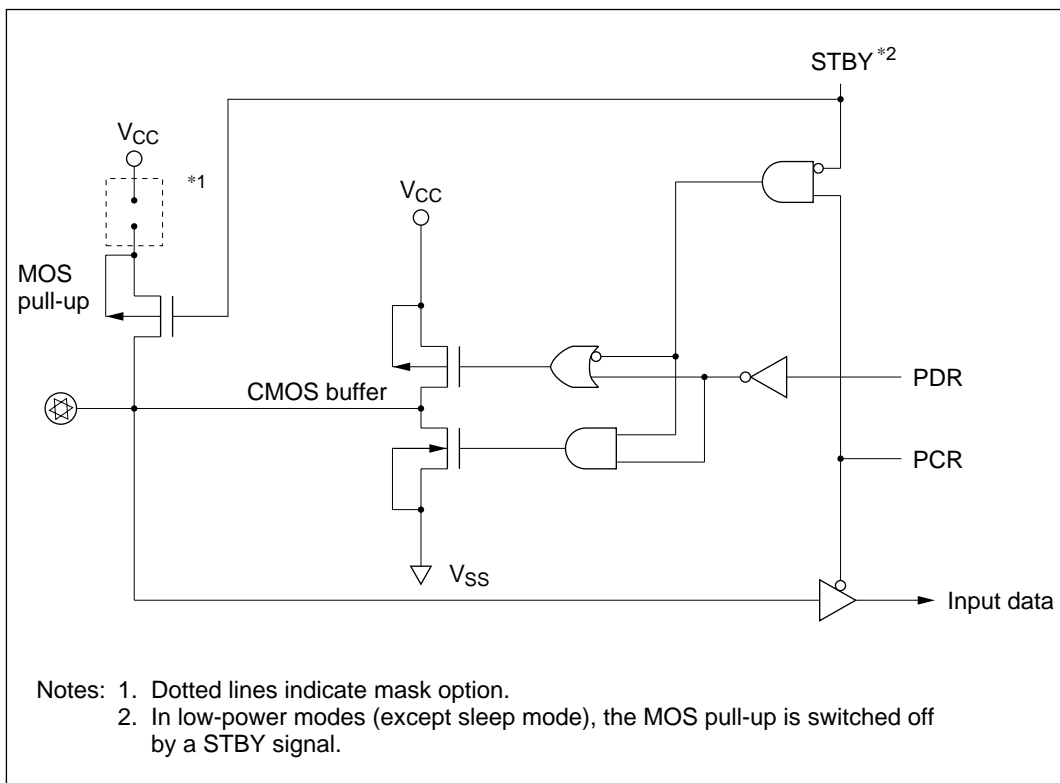 STBY *2
VCC
*1
VCC
MOS
pull-up
CMOS buffer
PDR
PCR
VSS
Input data
Notes: 1. Dotted lines indicate mask option.
2. In low-power modes (except sleep mode), the MOS pull-up is switched off
by a STBY signal.